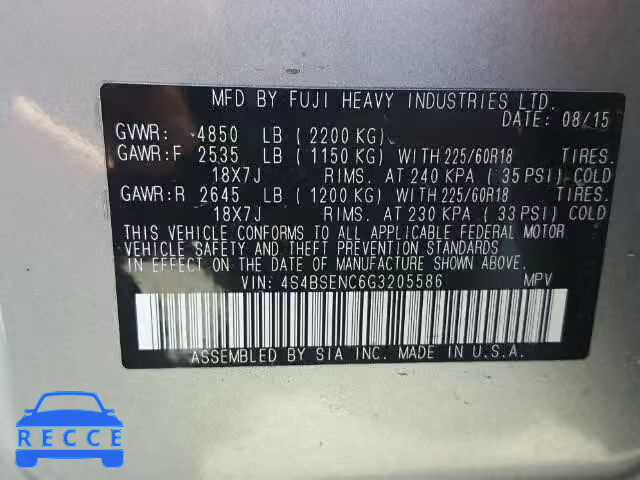 MFD BY FUJI HEAVY INDUSTRIES LTD.
DATE: 08/15
GVWR: 4850 LB ( 2200 KG)
GAWR:F 2535 LB ( 1150 KG) WITH 225/60R18 TIRES.
18X7J RIMS. AT 240 KPA ( 35 PSI) COLD
GAWR:R 2645 LB ( 1200 KG) WITH 225/60R18 TIRES.
18X7J RIMS. AT 230 KPA ( 33 PSI) COLD
THIS VEHICLE CONFORMS TO ALL APPLICABLE FEDERAL MOTOR
VEHICLE SAFETY AND THEFT PREVENTION STANDARDS
IN EFFECT ON THE DATE OF MANUFACTURE SHOWN ABOVE.
VIN: 4S4BSENC6G3205586 MPV
ASSEMBLED BY SIA INC. MADE IN U.S.A.
RECCE